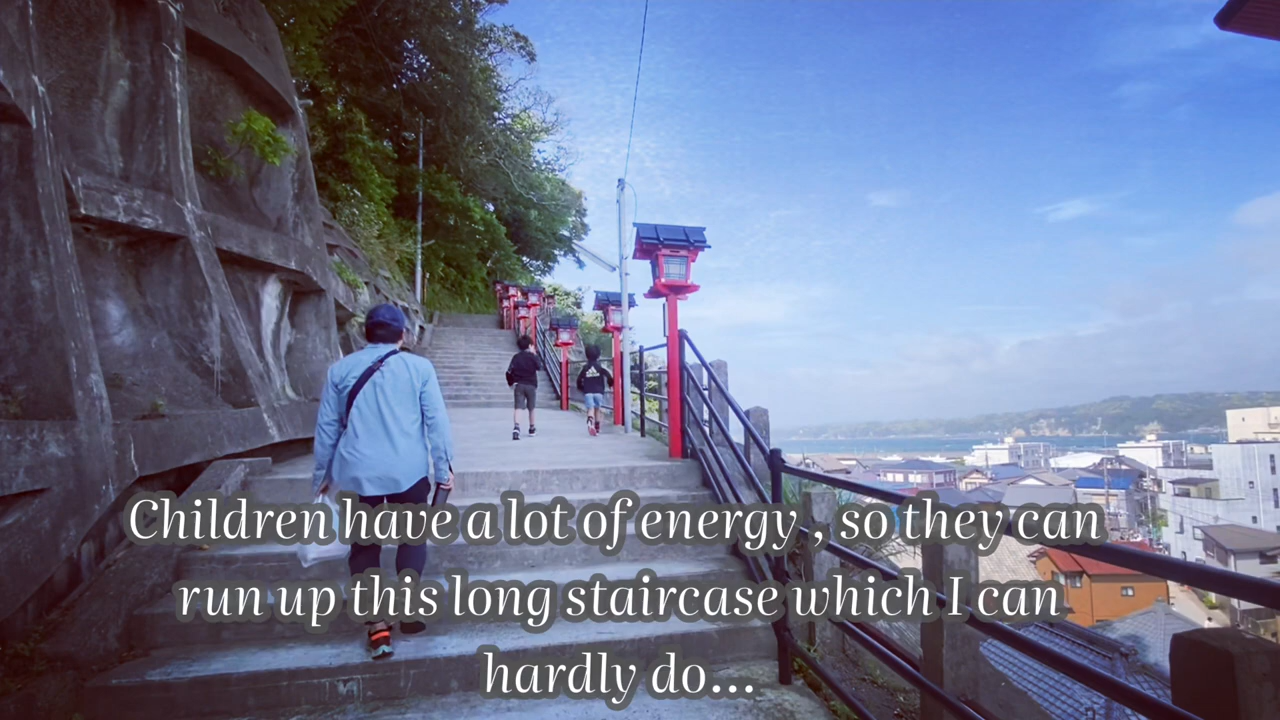 Children have a lot of energy , so they can
run up this long staircase which I can
hardly do...